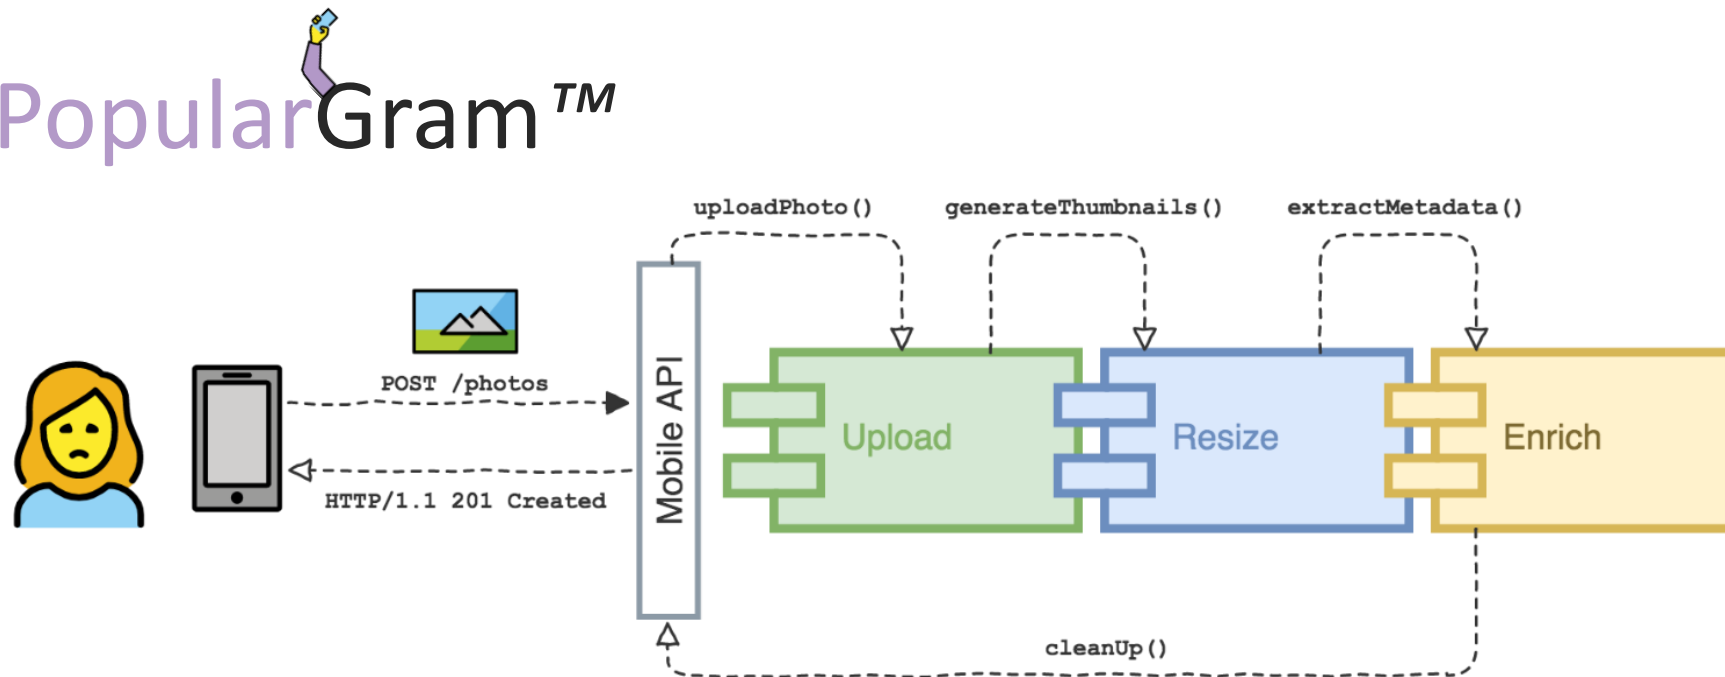 PopularGram™
uploadPhoto()
generateThumbnails()
extractMetadata()
POST /photos
HTTP/1.1 201 Created
Mobile API
Upload
Resize
Enrich
cleanUp()